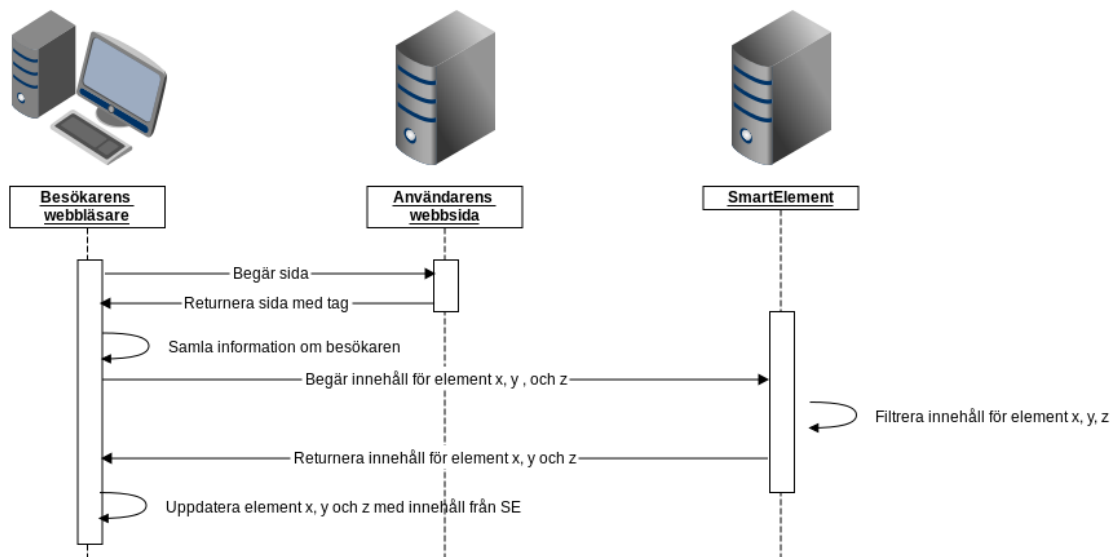 Besökarens
webbläsare
Användarens
webbsida
SmartElement
Begär sida
Returnera sida med tag
Samla information om besökaren
Begär innehåll för element x, y , och z
Filtrera innehåll för element x, y, z
Returnera innehåll för element x, y och z
Uppdatera element x, y och z med innehåll från SE